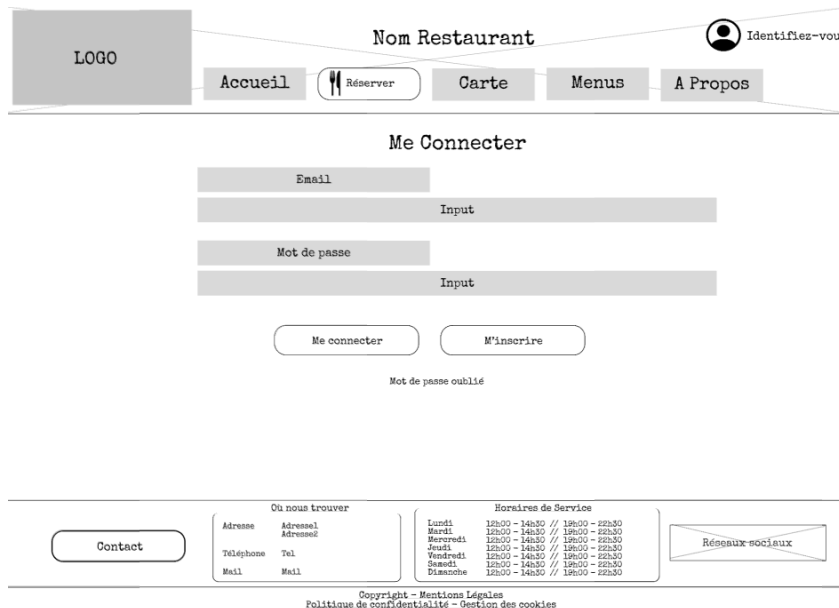 LOGO
Nom Restaurant
Identifiez-vou
Accueil
Réserver
Carte
Menus
A Propos
Me Connecter
Email
Input
Mot de passe
Input
Me connecter
M'inscrire
Mot de passe oublié
Contact
Où nous trouver
Adresse Adresse1
Adresse2
Téléphone Tel
Mail Mail
Horaires de Service
Lundi 12h00 - 14h30 // 19h00 - 22h30
Mardi 12h00 - 14h30 // 19h00 - 22h30
Mercredi 12h00 - 14h30 // 19h00 - 22h30
Jeudi 12h00 - 14h30 // 19h00 - 22h30
Vendredi 12h00 - 14h30 // 19h00 - 22h30
Samedi 12h00 - 14h30 // 19h00 - 22h30
Dimanche 12h00 - 14h30 // 19h00 - 22h30
Réseaux sociaux
Copyright - Mentions Légales
Politique de confidentialité - Gestion des cookies